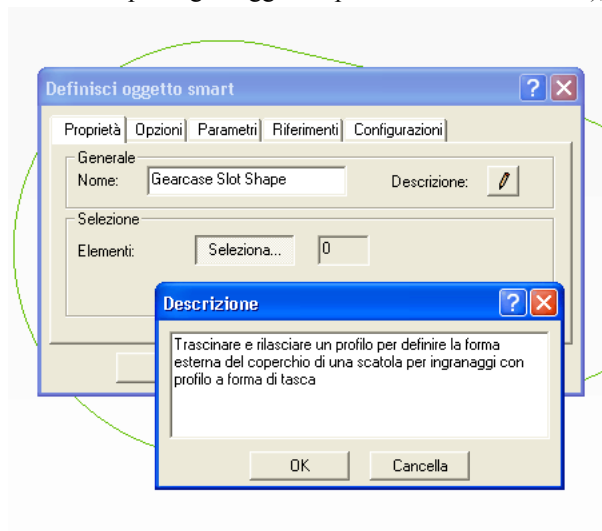 Definisci oggetto smart
Proprietà Opzioni Parametri Riferimenti Configurazioni
Generale
Nome: Gearcase Slot Shape Descrizione:
Selezione
Elementi: Seleziona... 0
Descrizione
Trascinare e rilasciare un profilo per definire la forma
esterna del coperchio di una scatola per ingranaggi con
profilo a forma di tasca
OK Cancella